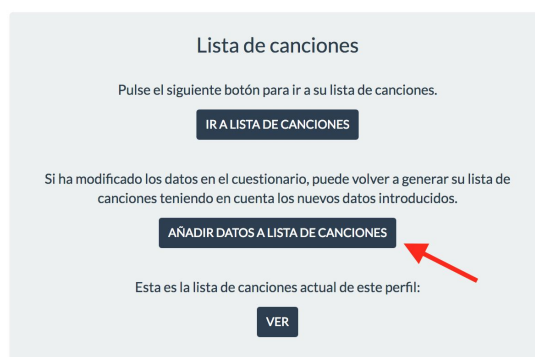 Lista de canciones
Pulse el siguiente botón para ir a su lista de canciones.
IR A LISTA DE CANCIONES
Si ha modificado los datos en el cuestionario, puede volver a generar su lista de
canciones teniendo en cuenta los nuevos datos introducidos.
AÑADIR DATOS A LISTA DE CANCIONES
Esta es la lista de canciones actual de este perfil:
VER